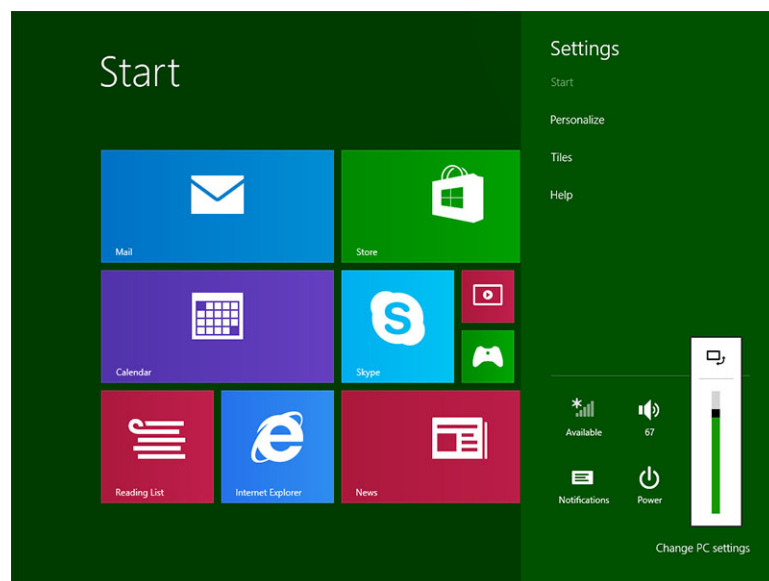 Start
Mail
Store
Calendar
Skype
Reading List
Internet Explorer
News
Settings
Start
Personalize
Tiles
Help
Available
67
Notifications
Power
Change PC settings